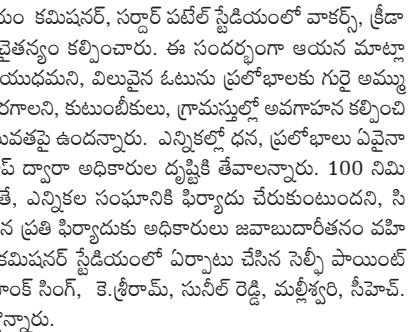 యం కమిషనర్, సర్దార్ పటేల్ స్టేడియంలో వాకర్స్, క్రీడా
చైతన్యం కల్పించారు. ఈ సందర్భంగా ఆయన మాట్లా
యుధమని, విలువైన ఓటును ప్రలోభాలకు గురై అమ్ము
రగాలని, కుటుంబీకులు, గ్రామస్తుల్లో అవగాహన కల్పించి
యువతపై ఉందన్నారు. ఎన్నికల్లో ధన, ప్రలోభాలు ఏవైనా
ప్ ద్వారా అధికారుల దృష్టికి తేవాలన్నారు. 100 నిమి
తే, ఎన్నికల సంఘానికి ఫిర్యాదు చేరుకుంటుందని, సి
న ప్రతి ఫిర్యాదుకు అధికారులు జవాబుదారీతనం వహి
కమిషనర్ స్టేడియంలో ఏర్పాటు చేసిన సెల్ఫీ పాయింట్
ాంక్ సింగ్, కె.శ్రీరామ్, సునీల్ రెడ్డి, మల్లీశ్వరి, సీహెచ్.
న్నారు.